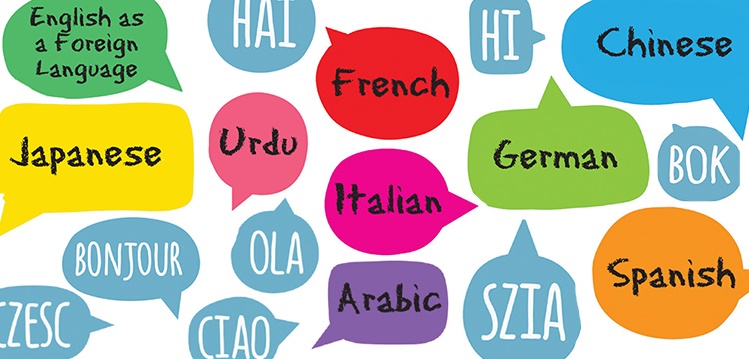 English as
a Foreign
Language
HAI
French
HI
Chinese
Japanese
Urdu
Italian
German
BOK
BONJOUR
OLA
Arabic
SZIA
Spanish
CZESC
CIAO